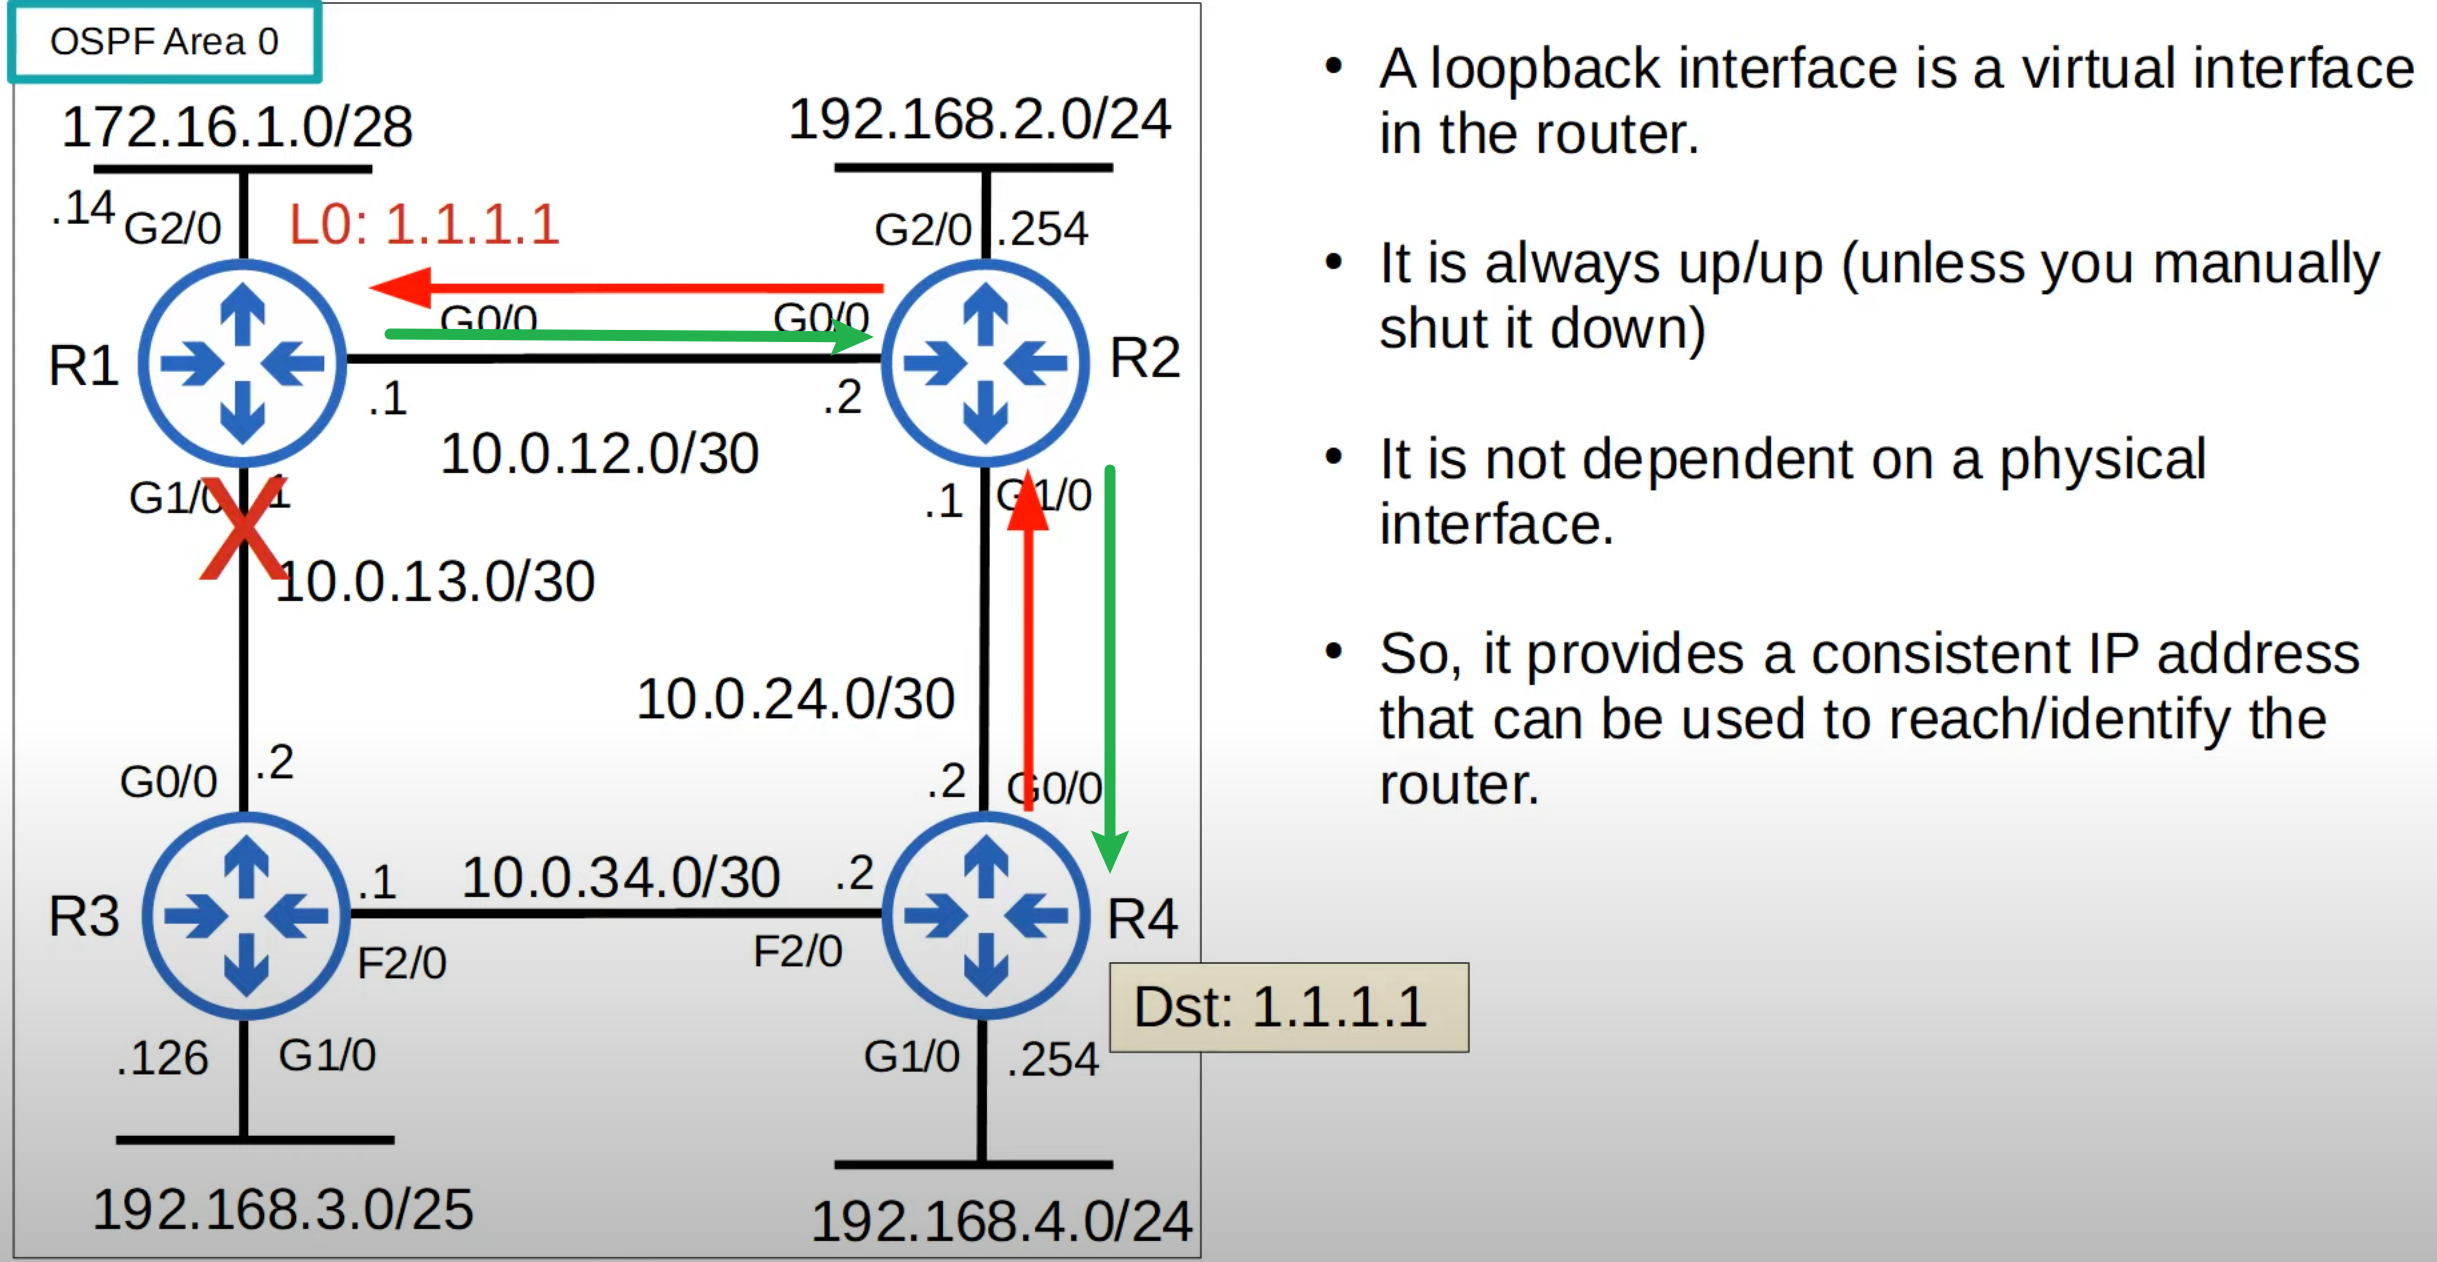 OSPF Area 0
172.16.1.0/28
192.168.2.0/24
.14
G2/0
L0: 1.1.1.1
G2/0
.254
G0/0
G0/0
R1
R2
.1
.2
10.0.12.0/30
G1/0
.1
X
.1
G1/0
10.0.13.0/30
10.0.24.0/30
G0/0
.2
.2
G0/0
R3
.1
10.0.34.0/30
.2
R4
F2/0
F2/0
Dst: 1.1.1.1
.126
G1/0
G1/0
.254
192.168.3.0/25
192.168.4.0/24
• A loopback interface is a virtual interface
in the router.
• It is always up/up (unless you manually
shut it down)
• It is not dependent on a physical
interface.
• So, it provides a consistent IP address
that can be used to reach/identify the
router.